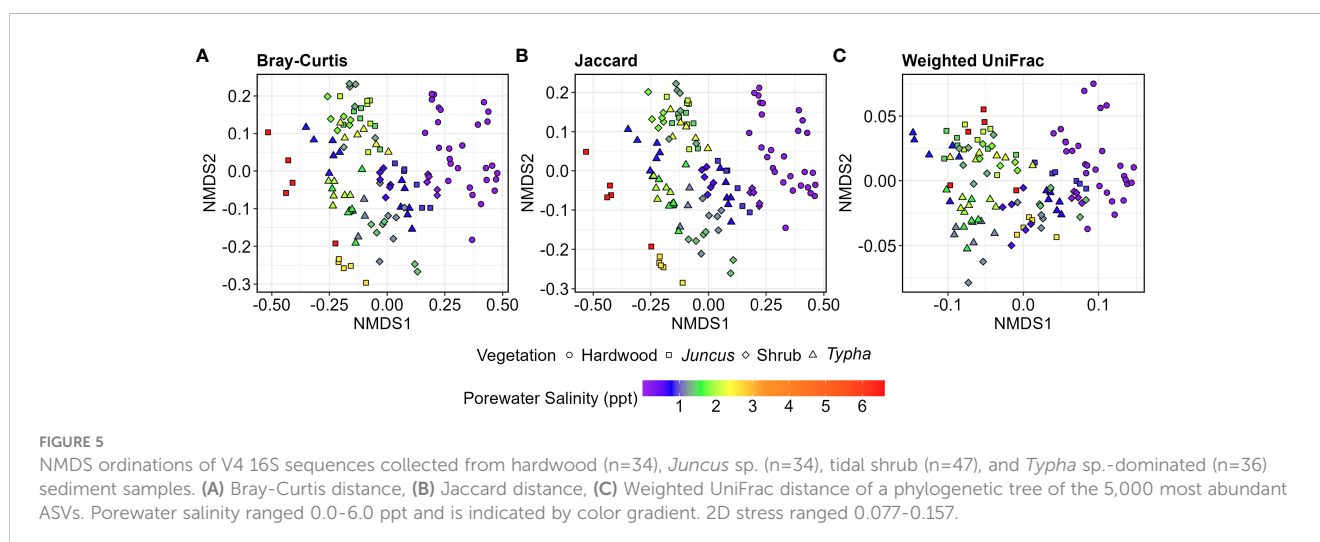 A Bray-Curtis
B Jaccard
C Weighted UniFrac
NMDS2
0.2
0.1
0.0
-0.1
-0.2
-0.3
-0.50 -0.25 0.00 0.25 0.50
NMDS1
NMDS2
0.2
0.1
0.0
-0.1
-0.2
-0.3
-0.50 -0.25 0.00 0.25 0.50
NMDS1
NMDS2
0.05
0.00
-0.05
-0.1 0.0 0.1
NMDS1
Vegetation Hardwood Juncus Shrub Typha
Porewater Salinity (ppt)
1 2 3 4 5 6
FIGURE 5
NMDS ordinations of V4 16S sequences collected from hardwood (n=34), Juncus sp. (n=34), tidal shrub (n=47), and Typha sp.-dominated (n=36)
sediment samples. (A) Bray-Curtis distance, (B) Jaccard distance, (C) Weighted UniFrac distance of a phylogenetic tree of the 5,000 most abundant
ASVs. Porewater salinity ranged 0.0-6.0 ppt and is indicated by color gradient. 2D stress ranged 0.077-0.157.